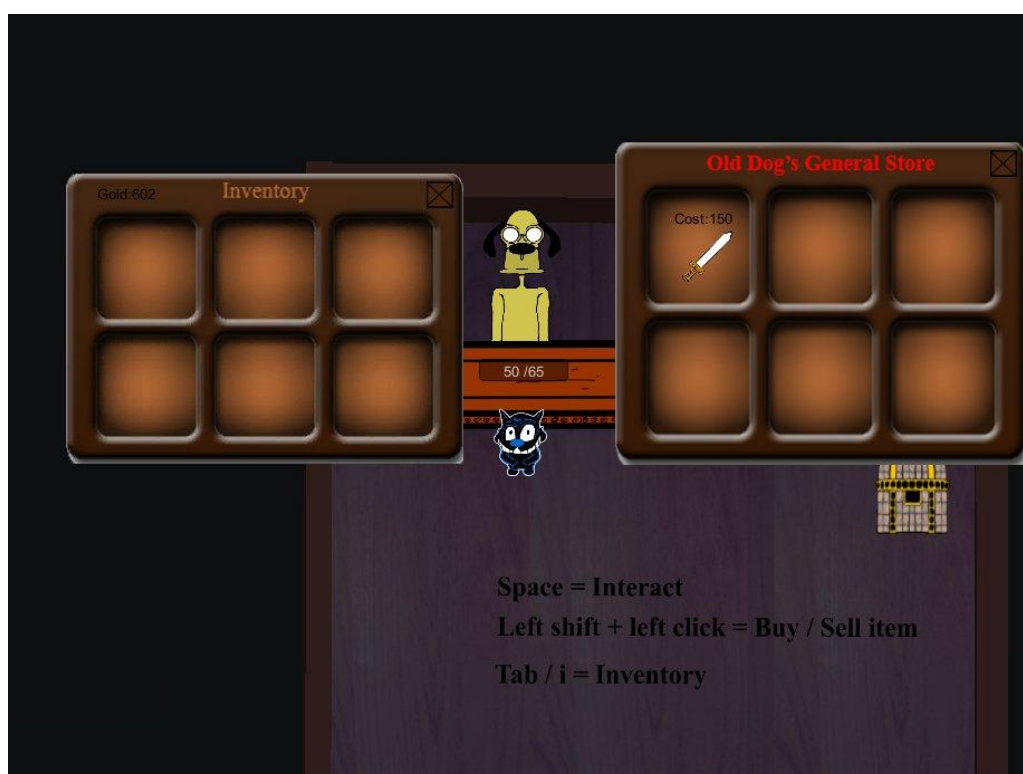 Gold:602
Inventory
Old Dog's General Store
Cost:150
50 /65
Space = Interact
Left shift + left click = Buy / Sell item
Tab / i = Inventory